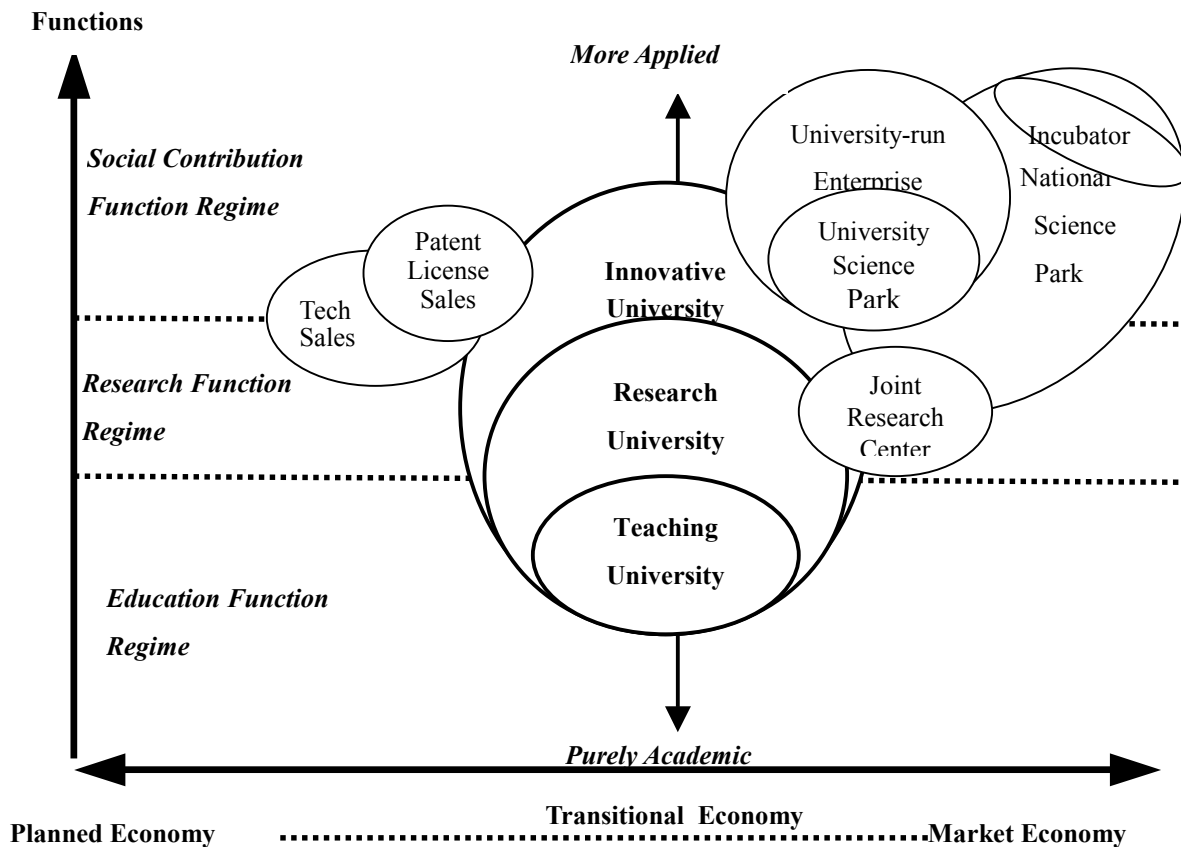 Functions
More Applied
Social Contribution
Function Regime
University-run
Enterprise
Incubator
National
Science
Park
University
Science
Park
Patent
License
Sales
Tech
Sales
Innovative
University
Research Function
Regime
Research
University
Joint
Research
Center
Teaching
University
Education Function
Regime
Purely Academic
Transitional Economy
Planned Economy
Market Economy